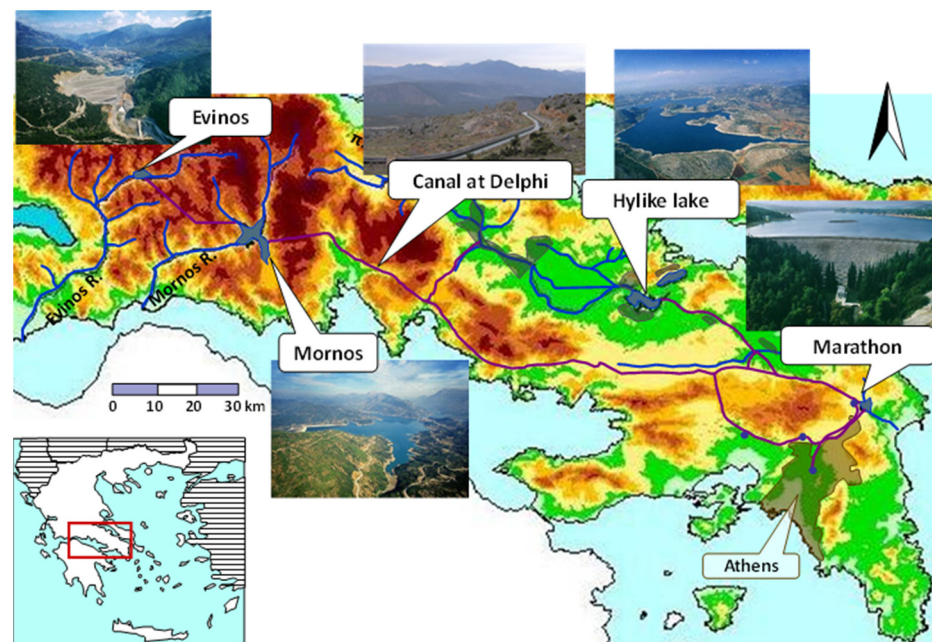 Evinos
Canal at Delphi
Hylike lake
π
Evinos R.
Mornos R.
Mornos
Marathon
0 10 20 30 km
Athens